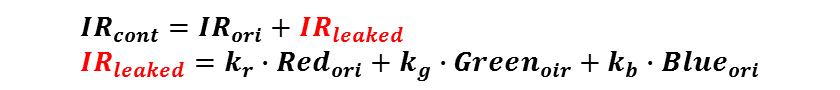 IR_cont = IR_ori + IR_leaked
IR_leaked = k_r · Red_ori + k_g · Green_oir + k_b · Blue_ori